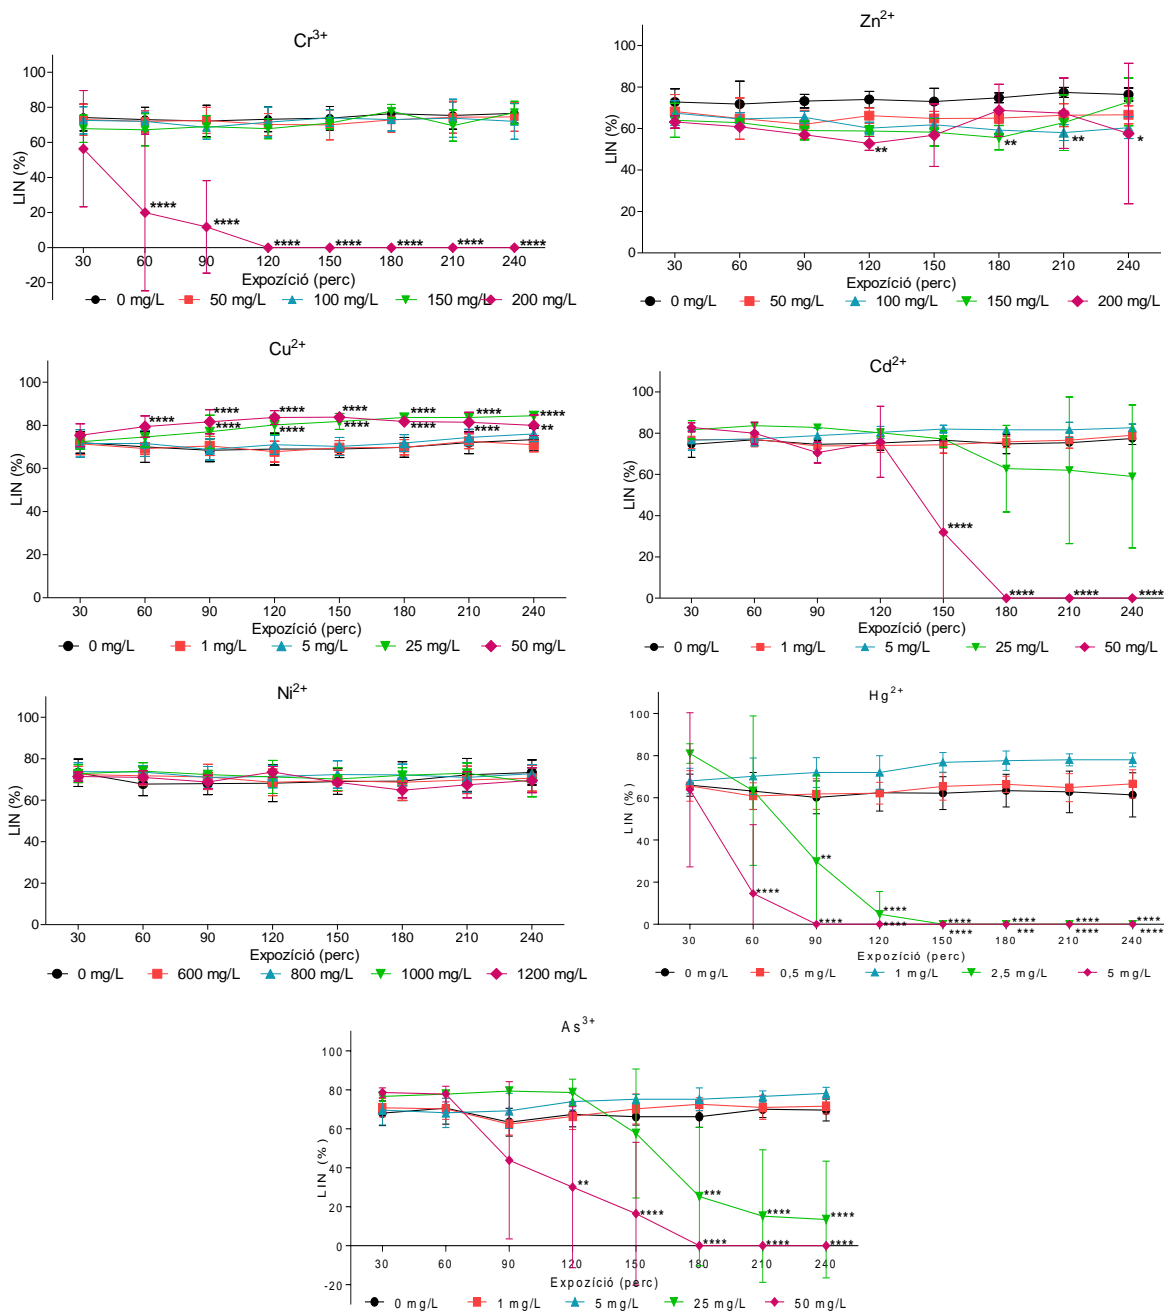 Cr3+
LIN (%)
100
80
60
40
20
0
-20
**** **** **** **** **** **** ****
30 60 90 120 150 180 210 240
Expozíció (perc)
0 mg/L 50 mg/L 100 mg/L 150 mg/L 200 mg/L
Zn2+
LIN (%)
100
80
60
40
20
0
** ** ** *
30 60 90 120 150 180 210 240
Expozíció (perc)
0 mg/L 50 mg/L 100 mg/L 150 mg/L 200 mg/L
Cu2+
LIN (%)
100
80
60
40
20
0
**** **** **** **** **** **** ****
**** **** **** **** **** ***
30 60 90 120 150 180 210 240
Expozíció (perc)
0 mg/L 1 mg/L 5 mg/L 25 mg/L 50 mg/L
Cd2+
LIN (%)
100
80
60
40
20
0
**** **** **** ****
30 60 90 120 150 180 210 240
Expozíció (perc)
0 mg/L 1 mg/L 5 mg/L 25 mg/L 50 mg/L
Ni2+
LIN (%)
100
80
60
40
20
0
30 60 90 120 150 180 210 240
Expozíció (perc)
0 mg/L 600 mg/L 800 mg/L 1000 mg/L 1200 mg/L
Hg2+
LIN (%)
100
80
60
40
20
0
** **** **** **** **** ****
**** **** **** **** *** **** ****
30 60 90 120 150 180 210 240
Expozíció (perc)
0 mg/L 0,5 mg/L 1 mg/L 2,5 mg/L 5 mg/L
As3+
LIN (%)
100
80
60
40
20
0
-20
*** **** ****
** **** **** **** ****
30 60 90 120 150 180 210 240
Expozíció (perc)
0 mg/L 1 mg/L 5 mg/L 25 mg/L 50 mg/L